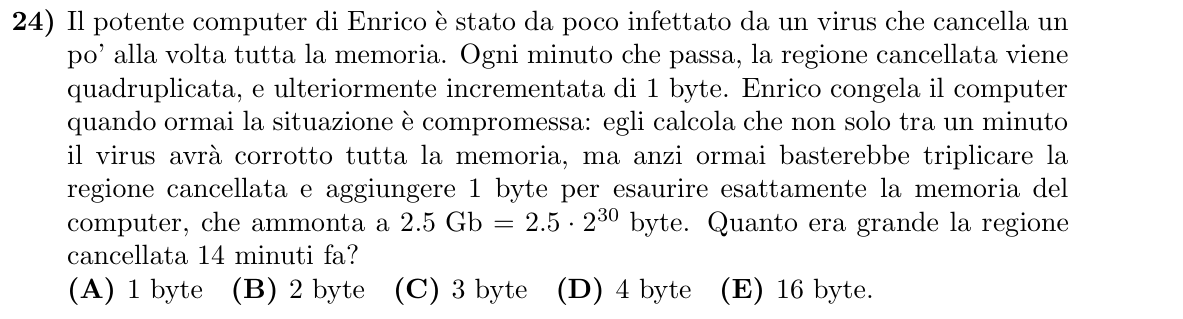 24) Il potente computer di Enrico è stato da poco infettato da un virus che cancella un
po' alla volta tutta la memoria. Ogni minuto che passa, la regione cancellata viene
quadruplicata, e ulteriormente incrementata di 1 byte. Enrico congela il computer
quando ormai la situazione è compromessa: egli calcola che non solo tra un minuto
il virus avrà corrotto tutta la memoria, ma anzi ormai basterebbe triplicare la
regione cancellata e aggiungere 1 byte per esaurire esattamente la memoria del
computer, che ammonta a 2.5 Gb = 2.5 · 2³⁰ byte. Quanto era grande la regione
cancellata 14 minuti fa?
(A) 1 byte (B) 2 byte (C) 3 byte (D) 4 byte (E) 16 byte.